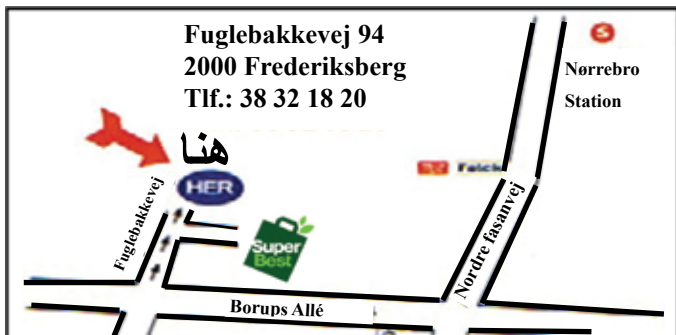 Fuglebakkevej 94
2000 Frederiksberg
Tlf.: 38 32 18 20
هنا
HER
S
Nørrebro
Station
Falck
Fuglebakkevej
Super
Best
Nordre fasanvej
Borups Allé